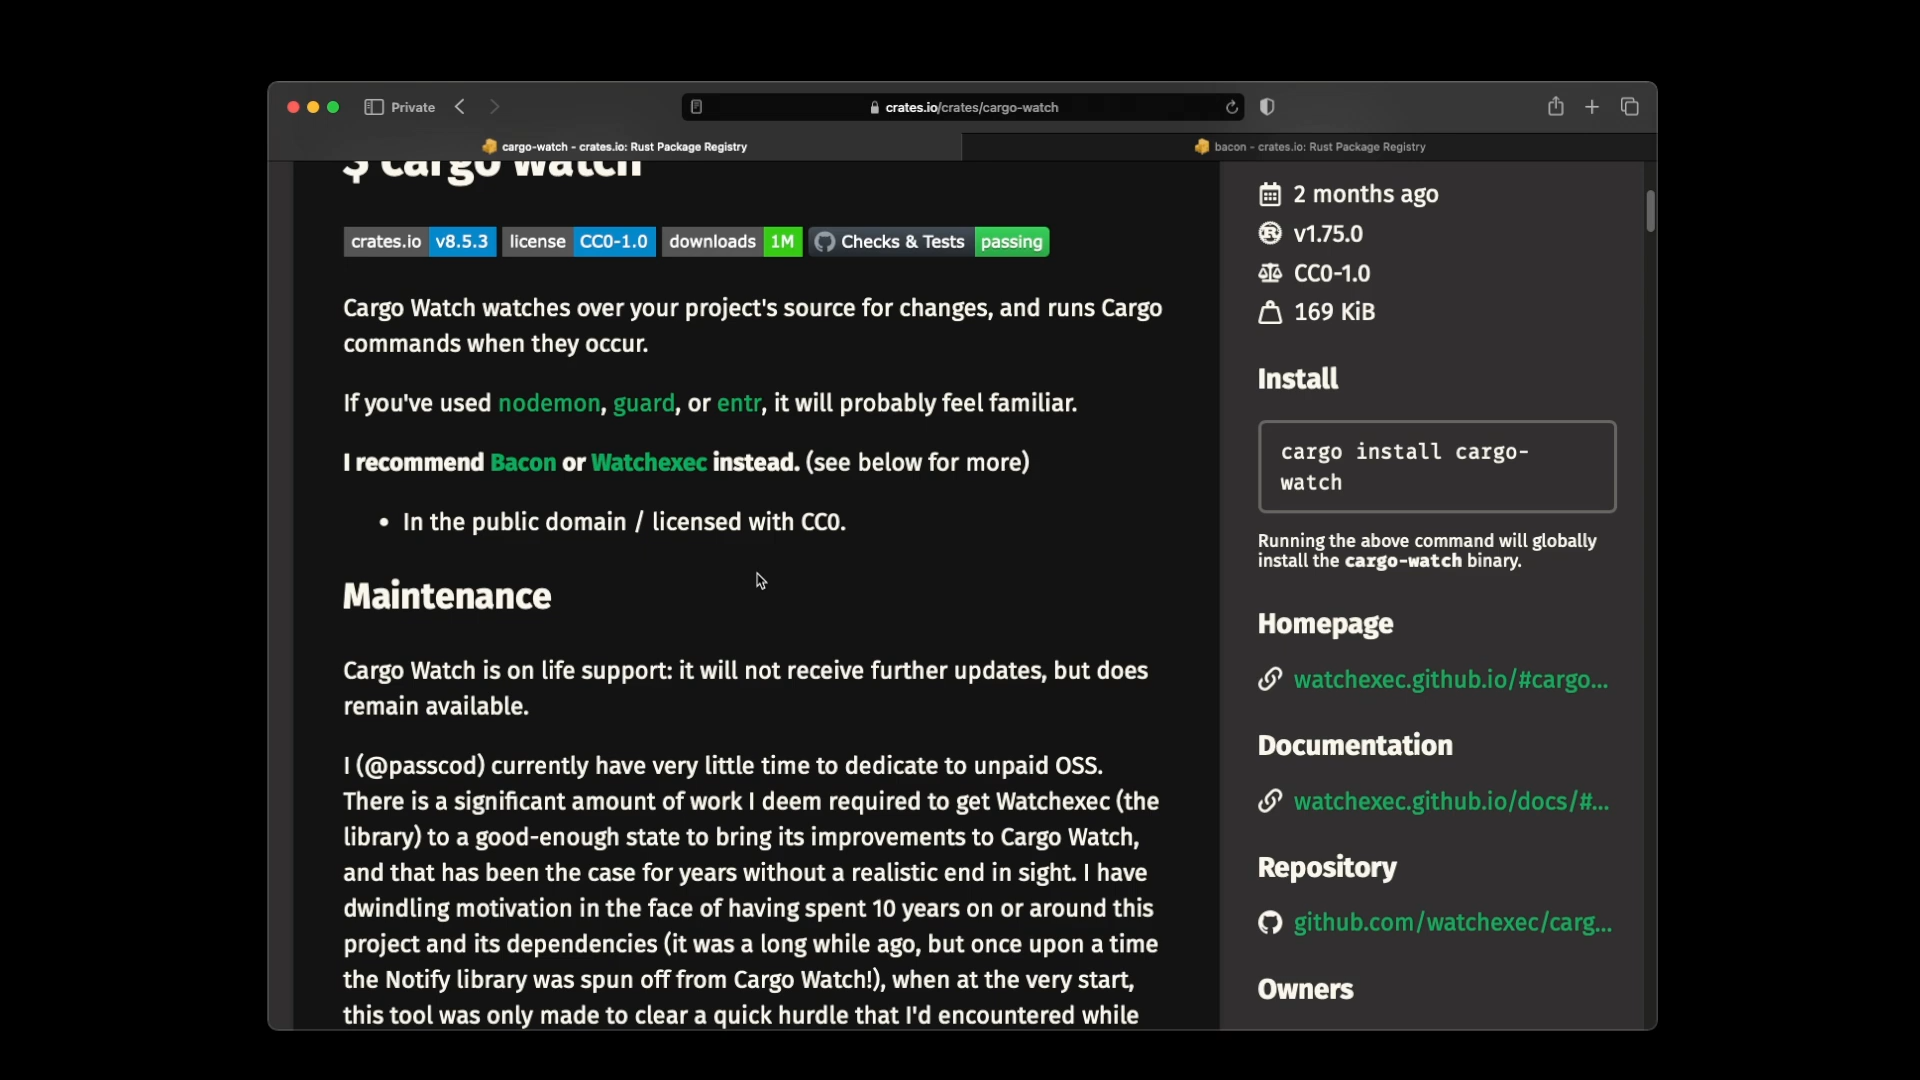 Private
crates.io/crates/cargo-watch
cargo-watch - crates.io: Rust Package Registry
bacon - crates.io: Rust Package Registry
$ cargo watch
crates.io v8.5.3 license CC0-1.0 downloads 1M Checks & Tests passing
Cargo Watch watches over your project's source for changes, and runs Cargo
commands when they occur.
If you've used nodemon, guard, or entr, it will probably feel familiar.
I recommend Bacon or Watchexec instead. (see below for more)
• In the public domain / licensed with CC0.
Maintenance
Cargo Watch is on life support: it will not receive further updates, but does
remain available.
I (@passcod) currently have very little time to dedicate to unpaid OSS.
There is a significant amount of work I deem required to get Watchexec (the
library) to a good-enough state to bring its improvements to Cargo Watch,
and that has been the case for years without a realistic end in sight. I have
dwindling motivation in the face of having spent 10 years on or around this
project and its dependencies (it was a long while ago, but once upon a time
the Notify library was spun off from Cargo Watch!), when at the very start,
this tool was only made to clear a quick hurdle that I'd encountered while
2 months ago
v1.75.0
CC0-1.0
169 KiB
Install
cargo install cargo-
watch
Running the above command will globally
install the cargo-watch binary.
Homepage
watchexec.github.io/#cargo...
Documentation
watchexec.github.io/docs/#...
Repository
github.com/watchexec/carg...
Owners